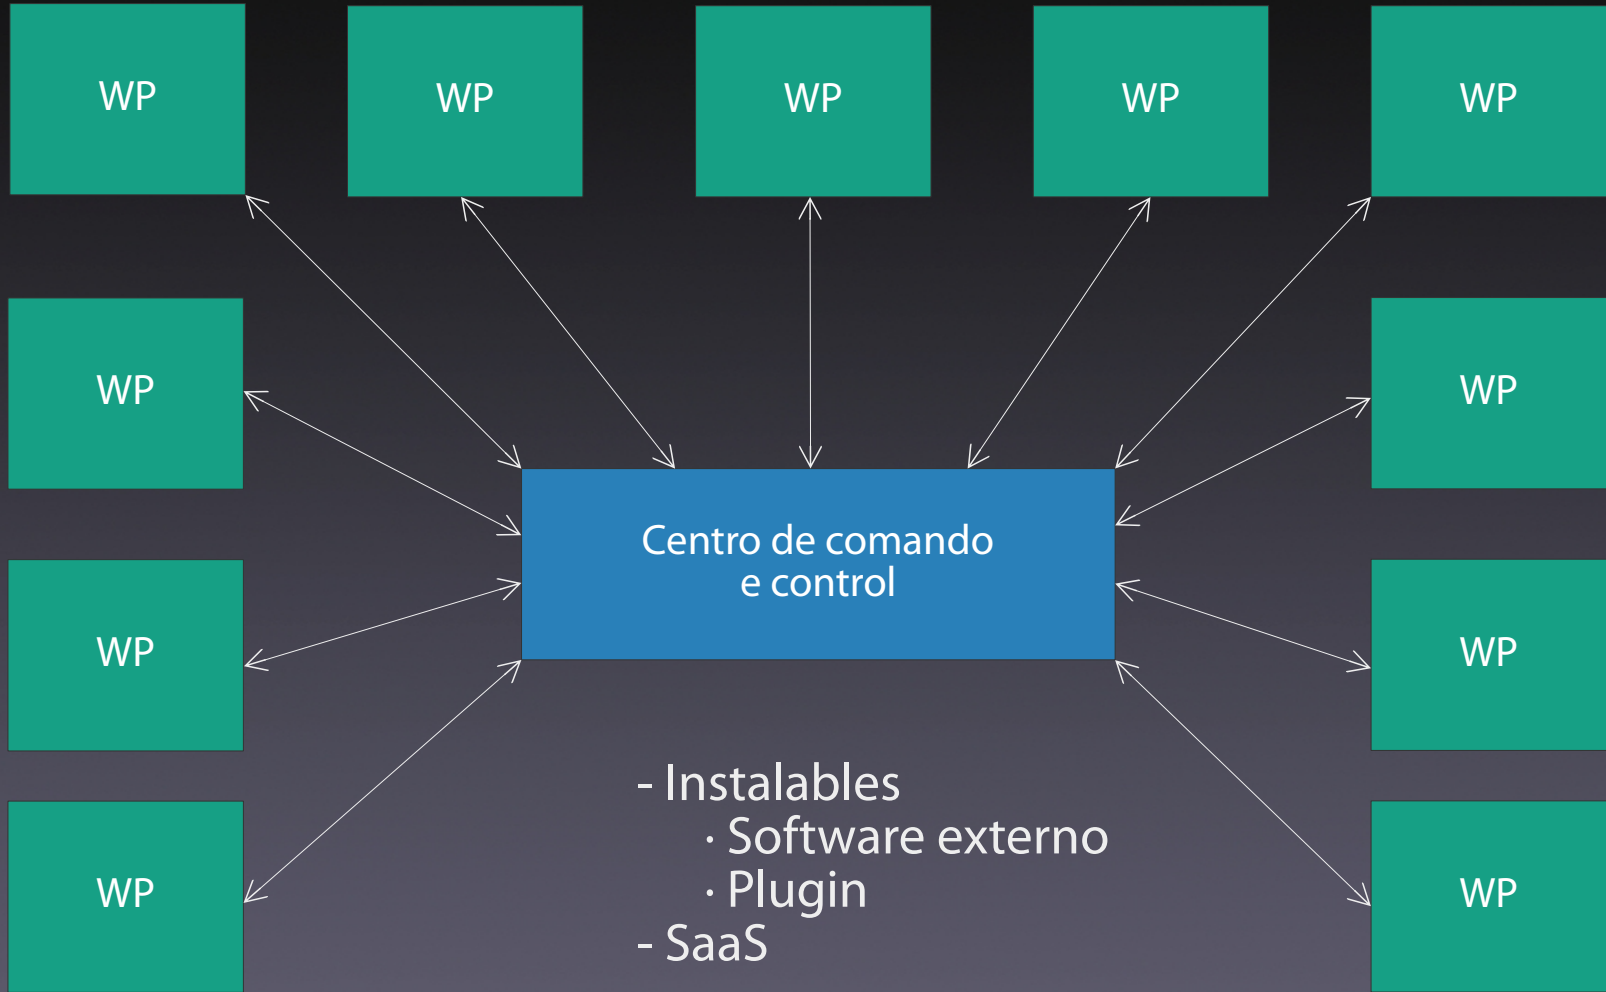 WP
WP
WP
WP
WP
WP
WP
Centro de comando
e control
WP
WP
- Instalables
· Software externo
· Plugin
- SaaS
WP
WP